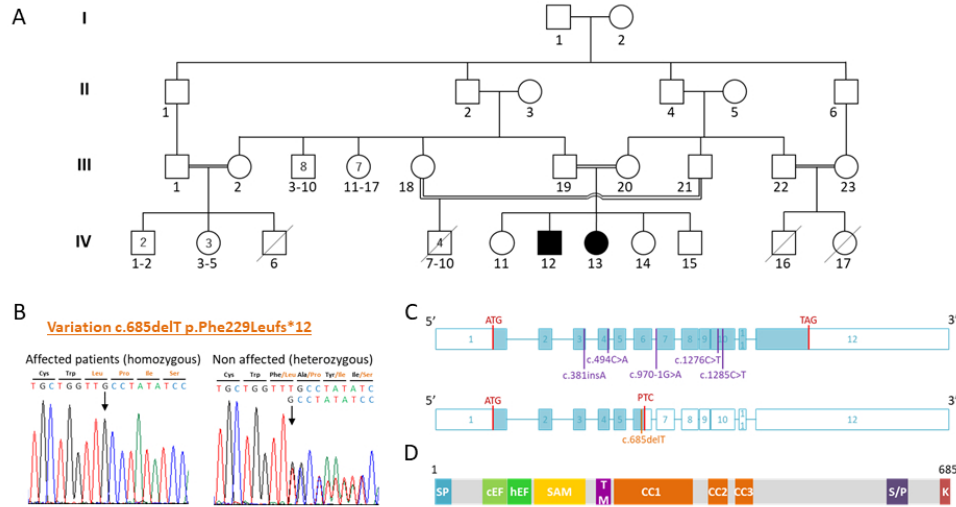 A
I
1
2
II
1
2
3
4
5
6
III
8
7
1
2
3-10
11-17
18
19
20
21
22
23
IV
2
3
4
1-2
3-5
6
7-10
11
12
13
14
15
16
17
B
Variation c.685delT p.Phe229Leufs*12
Affected patients (homozygous)
Non affected (heterozygous)
Cys Trp Leu Pro Ile Ser
Cys Trp Phe/Leu Ala/Pro Tyr/Ile Ile/Ser
T G C T G G T T G C C T A T A T C C
T G C T G G T T T G C C T A T A T C
G C C T A T A T C C
C
5’
ATG
TAG
3’
1 2 3 4 5 6 7 8 9 10 11 12
c.494C>A
c.1276C>T
c.381insA
c.970-1G>A
c.1285C>T
5’
ATG
PTC
3’
1 2 3 4 5 6 7 8 9 10 11 12
c.685delT
D
1
685
SP cEF hEF SAM TM CC1 CC2 CC3 S/P K